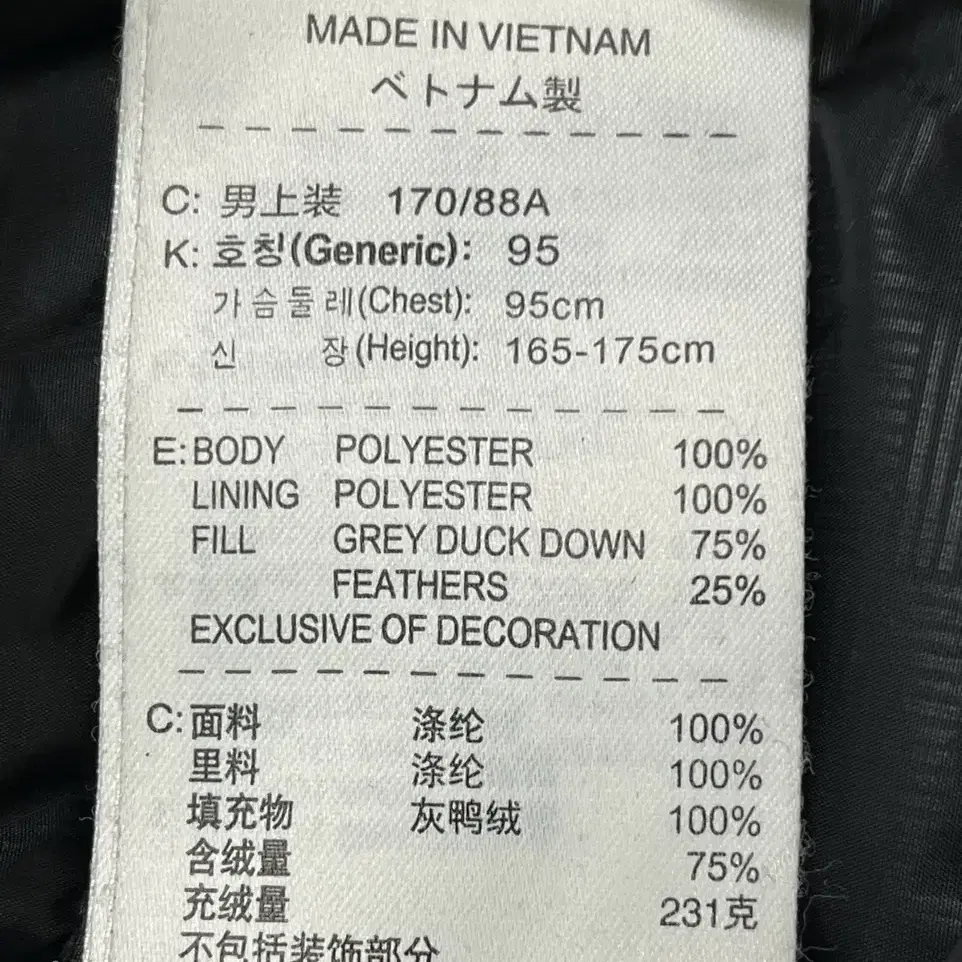 MADE IN VIETNAM
ベトナム製
C: 男上装 170/88A
K: 호칭(Generic): 95
가슴둘레(Chest): 95cm
신 장(Height): 165-175cm
E: BODY POLYESTER 100%
LINING POLYESTER 100%
FILL GREY DUCK DOWN 75%
FEATHERS 25%
EXCLUSIVE OF DECORATION
C: 面料 涤纶 100%
里料 涤纶 100%
填充物 灰鸭绒 100%
含绒量 75%
充绒量 231克
不包括装饰部分